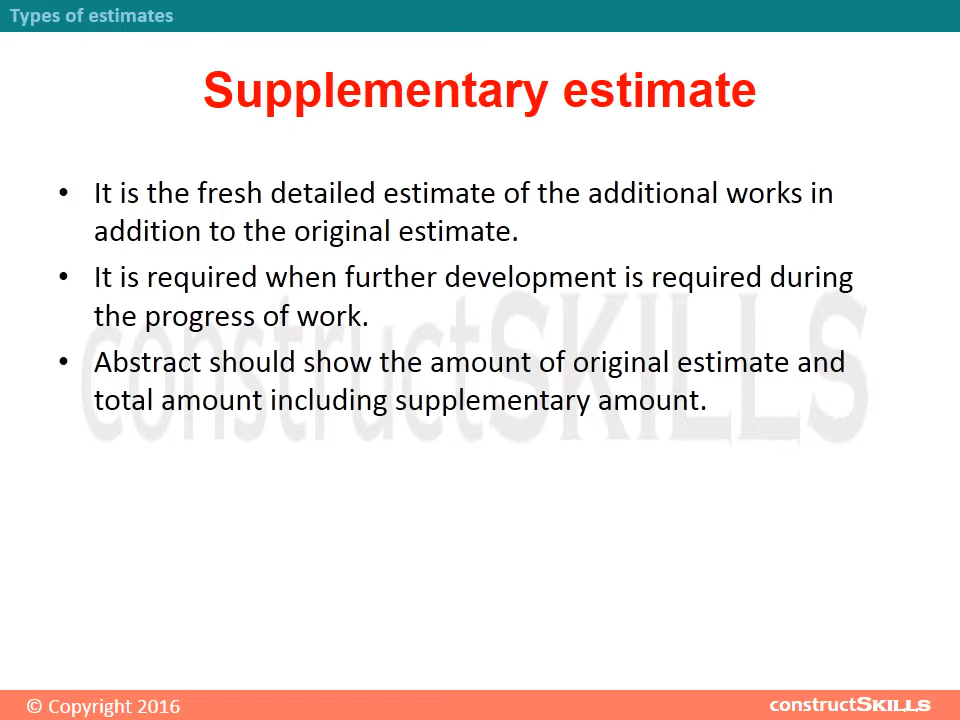 Types of estimates
Supplementary estimate
• It is the fresh detailed estimate of the additional works in
addition to the original estimate.
• It is required when further development is required during
the progress of work.
• Abstract should show the amount of original estimate and
total amount including supplementary amount.
constructSKILLS
© Copyright 2016
constructSKILLS